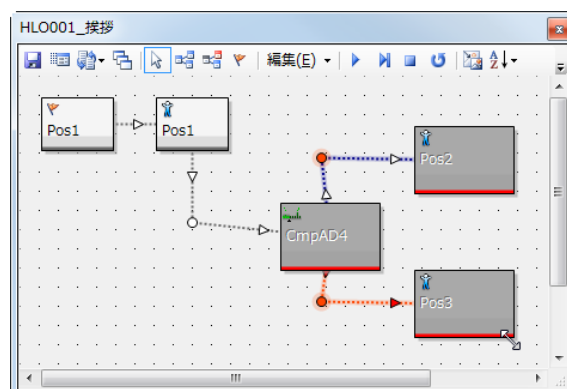 HLO001_挨拶
編集(E)
Pos1
Pos1
Pos2
CmpAD4
Pos3